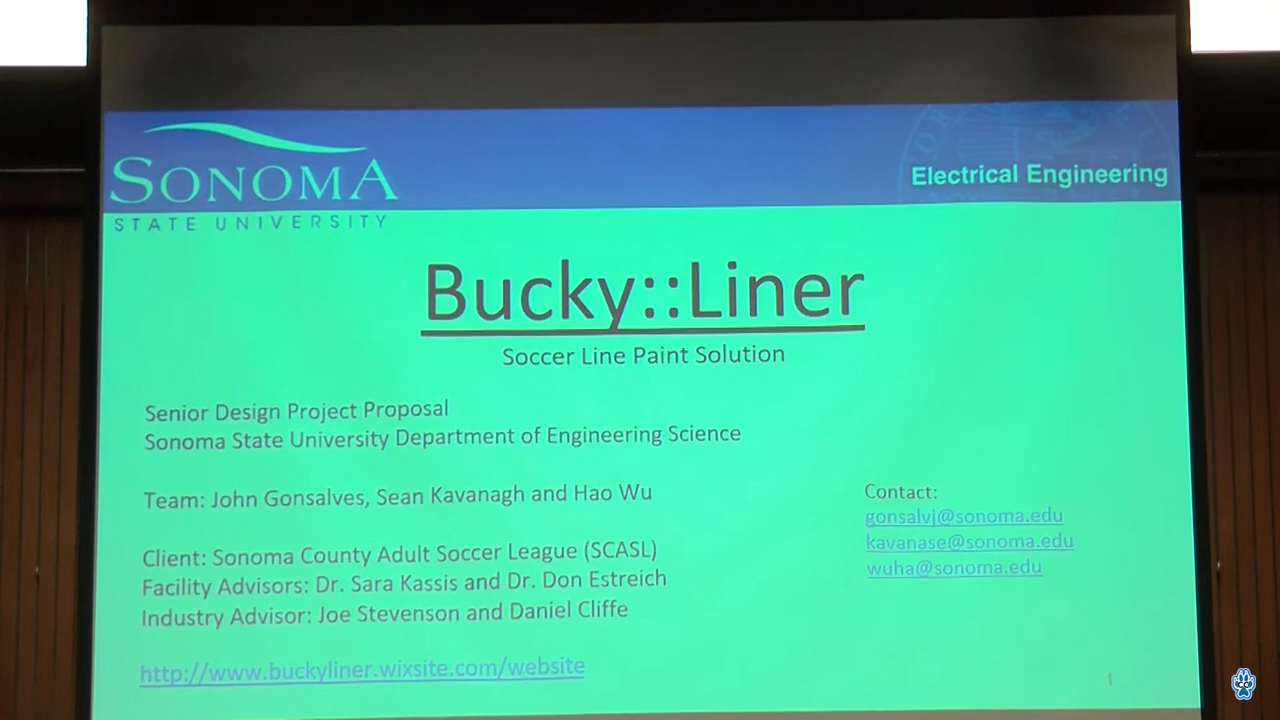 SONOMA
STATE UNIVERSITY
Electrical Engineering
Bucky::Liner
Soccer Line Paint Solution
Senior Design Project Proposal
Sonoma State University Department of Engineering Science
Team: John Gonsalves, Sean Kavanagh and Hao Wu
Client: Sonoma County Adult Soccer League (SCASL)
Facility Advisors: Dr. Sara Kassis and Dr. Don Estreich
Industry Advisor: Joe Stevenson and Daniel Cliffe
http://www.buckyliner.wixsite.com/website
Contact:
gonsalvj@sonoma.edu
kavanase@sonoma.edu
wuha@sonoma.edu
1